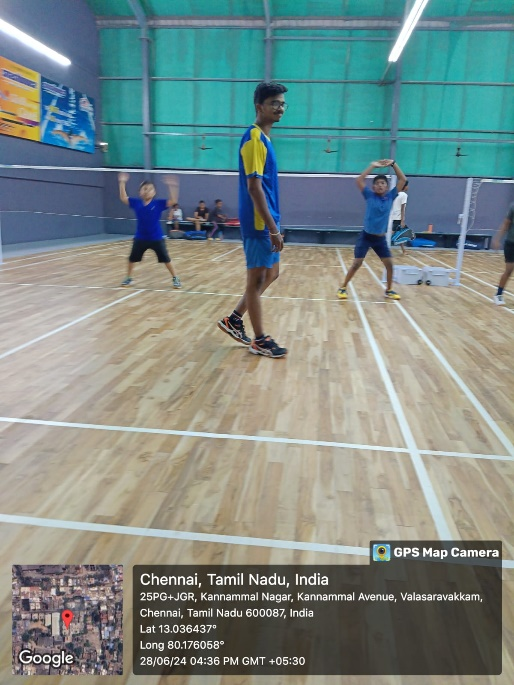 GPS Map Camera
Chennai, Tamil Nadu, India
25PG+JGR, Kannammal Nagar, Kannammal Avenue, Valasaravakkam,
Chennai, Tamil Nadu 600087, India
Lat 13.036437°
Long 80.176058°
28/06/24 04:36 PM GMT +05:30
Google